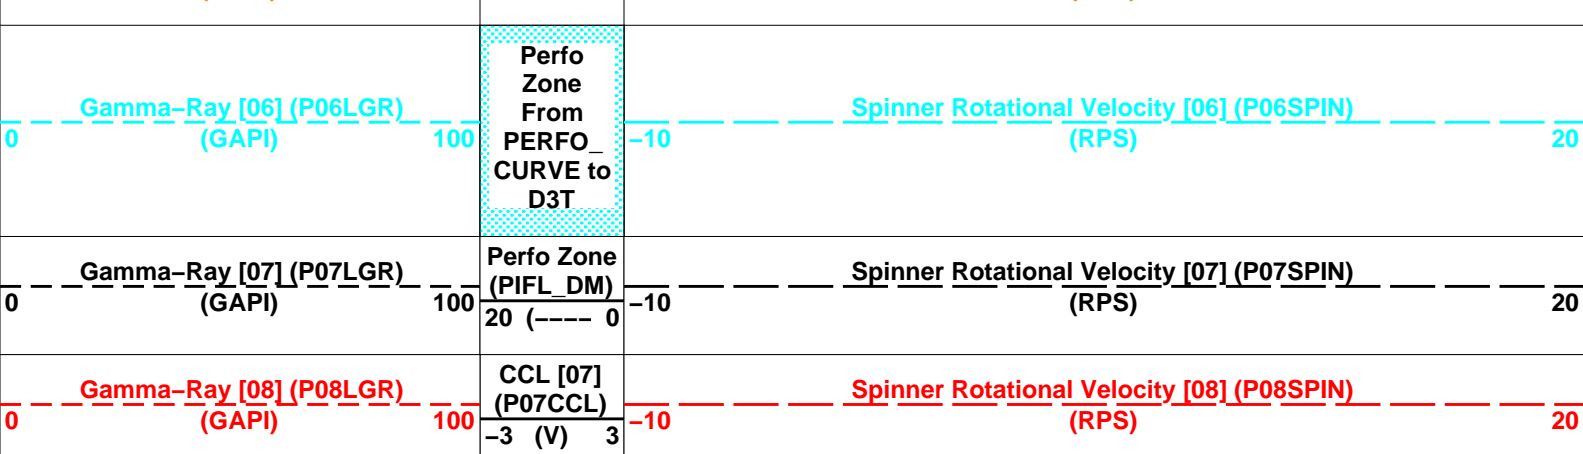 Gamma−Ray [06] (P06LGR)
0 (GAPI) 100
Perfo
Zone
From
PERFO_
CURVE to
D3T
Spinner Rotational Velocity [06] (P06SPIN)
−10 (RPS) 20
Gamma−Ray [07] (P07LGR)
0 (GAPI) 100
Perfo Zone
(PIFL_DM)
20 (−−−− 0
Spinner Rotational Velocity [07] (P07SPIN)
−10 (RPS) 20
Gamma−Ray [08] (P08LGR)
0 (GAPI) 100
CCL [07]
(P07CCL)
−3 (V) 3
Spinner Rotational Velocity [08] (P08SPIN)
−10 (RPS) 20